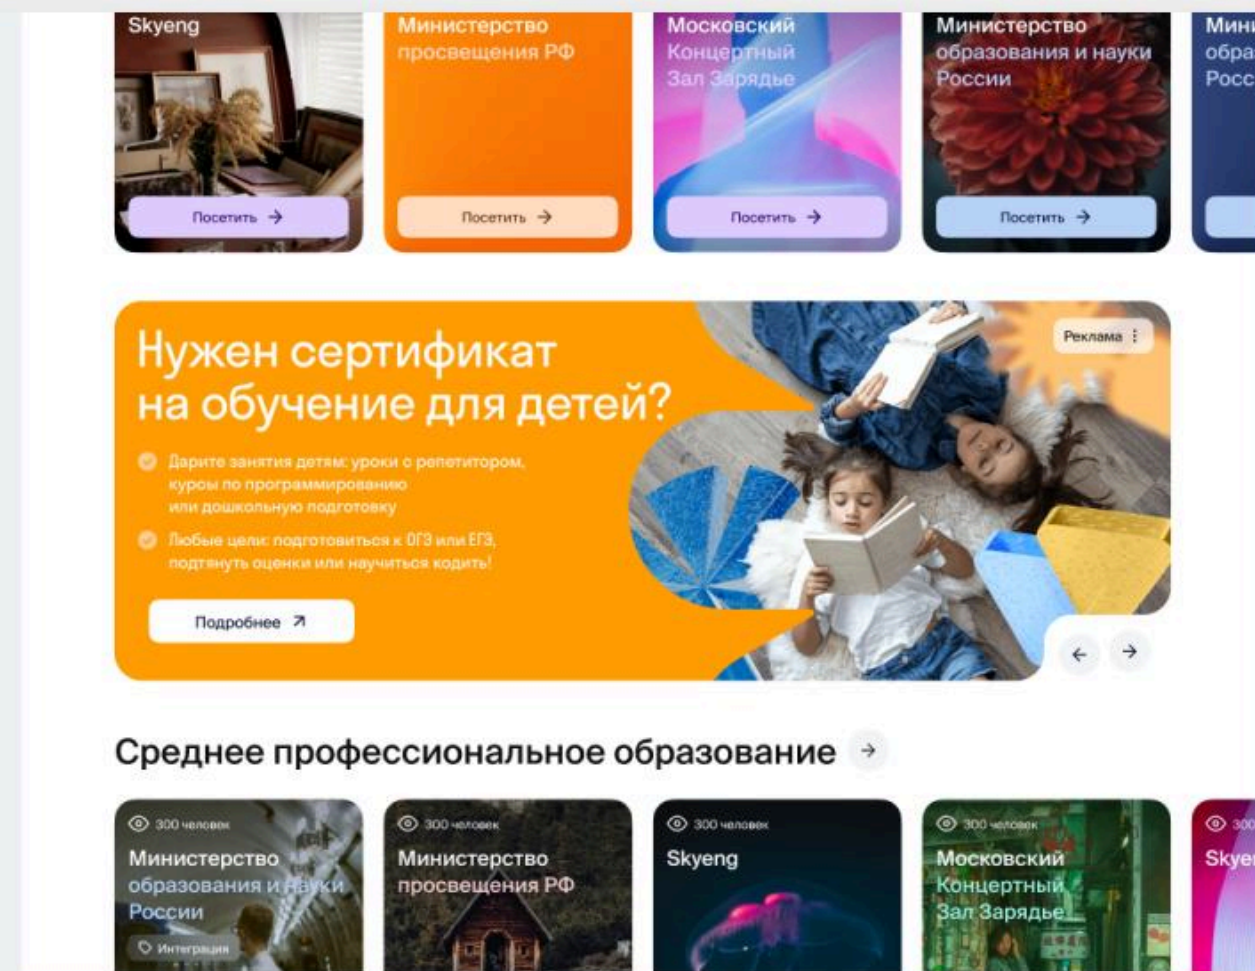 Skyeng
Министерство
просвещения РФ
Московский
Концертный
Зал Зарядье
Министерство
образования и науки
России
Посетить
Посетить
Посетить
Посетить
Нужен сертификат
на обучение для детей?
Реклама
Дарите занятия детям: уроки с репетитором,
курсы по программированию
или дошкольную подготовку
Любые цели: подготовиться к ОГЭ или ЕГЭ,
подтянуть оценки или научиться кодить!
Подробнее
Среднее профессиональное образование
300 человек
Министерство
образования и науки
России
Интеграция
300 человек
Министерство
просвещения РФ
300 человек
Skyeng
300 человек
Московский
Концертный
Зал Зарядье
300